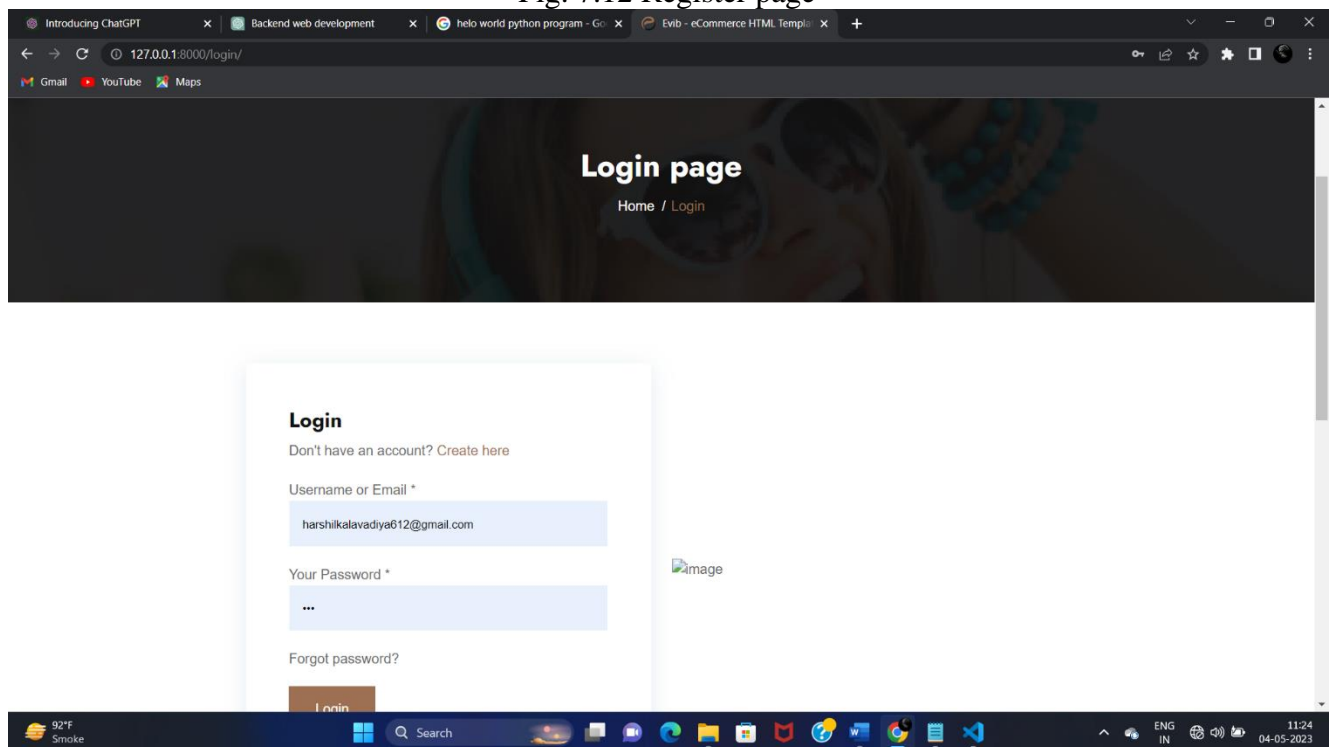 Fig. 7.12 Register page
Introducing ChatGPT
Backend web development
helo world python program - Go
Evib - eCommerce HTML Templa
127.0.0.1:8000/login/
Gmail YouTube Maps
Login page
Home / Login
Login
Don't have an account? Create here
Username or Email *
harshilkalavadiya612@gmail.com
Your Password *
•••
image
Forgot password?
Login
92°F
Smoke
Search
ENG
IN
11:24
04-05-2023